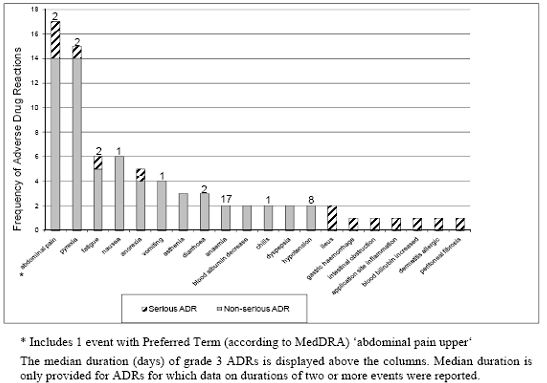 18
16
14
12
10
8
6
4
2
0
Frequency of Adverse Drug Reactions
2
2
2
1
1
2
17
1
8
abdominal pain
pyrexia
fatigue
nausea
anorexia
vomiting
asthenia
diarrhoea
anaemia
blood albumin decrease
chills
dyspepsia
hypotension
ileus
gastric haemorrhage
intestinal obstruction
application site inflammation
blood bilirubin increased
dermatitis allergic
peritoneal fibrosis
*
Serious ADR
Non-serious ADR
* Includes 1 event with Preferred Term (according to MedDRA) ‘abdominal pain upper‘
The median duration (days) of grade 3 ADRs is displayed above the columns. Median duration is
only provided for ADRs for which data on durations of two or more events were reported.